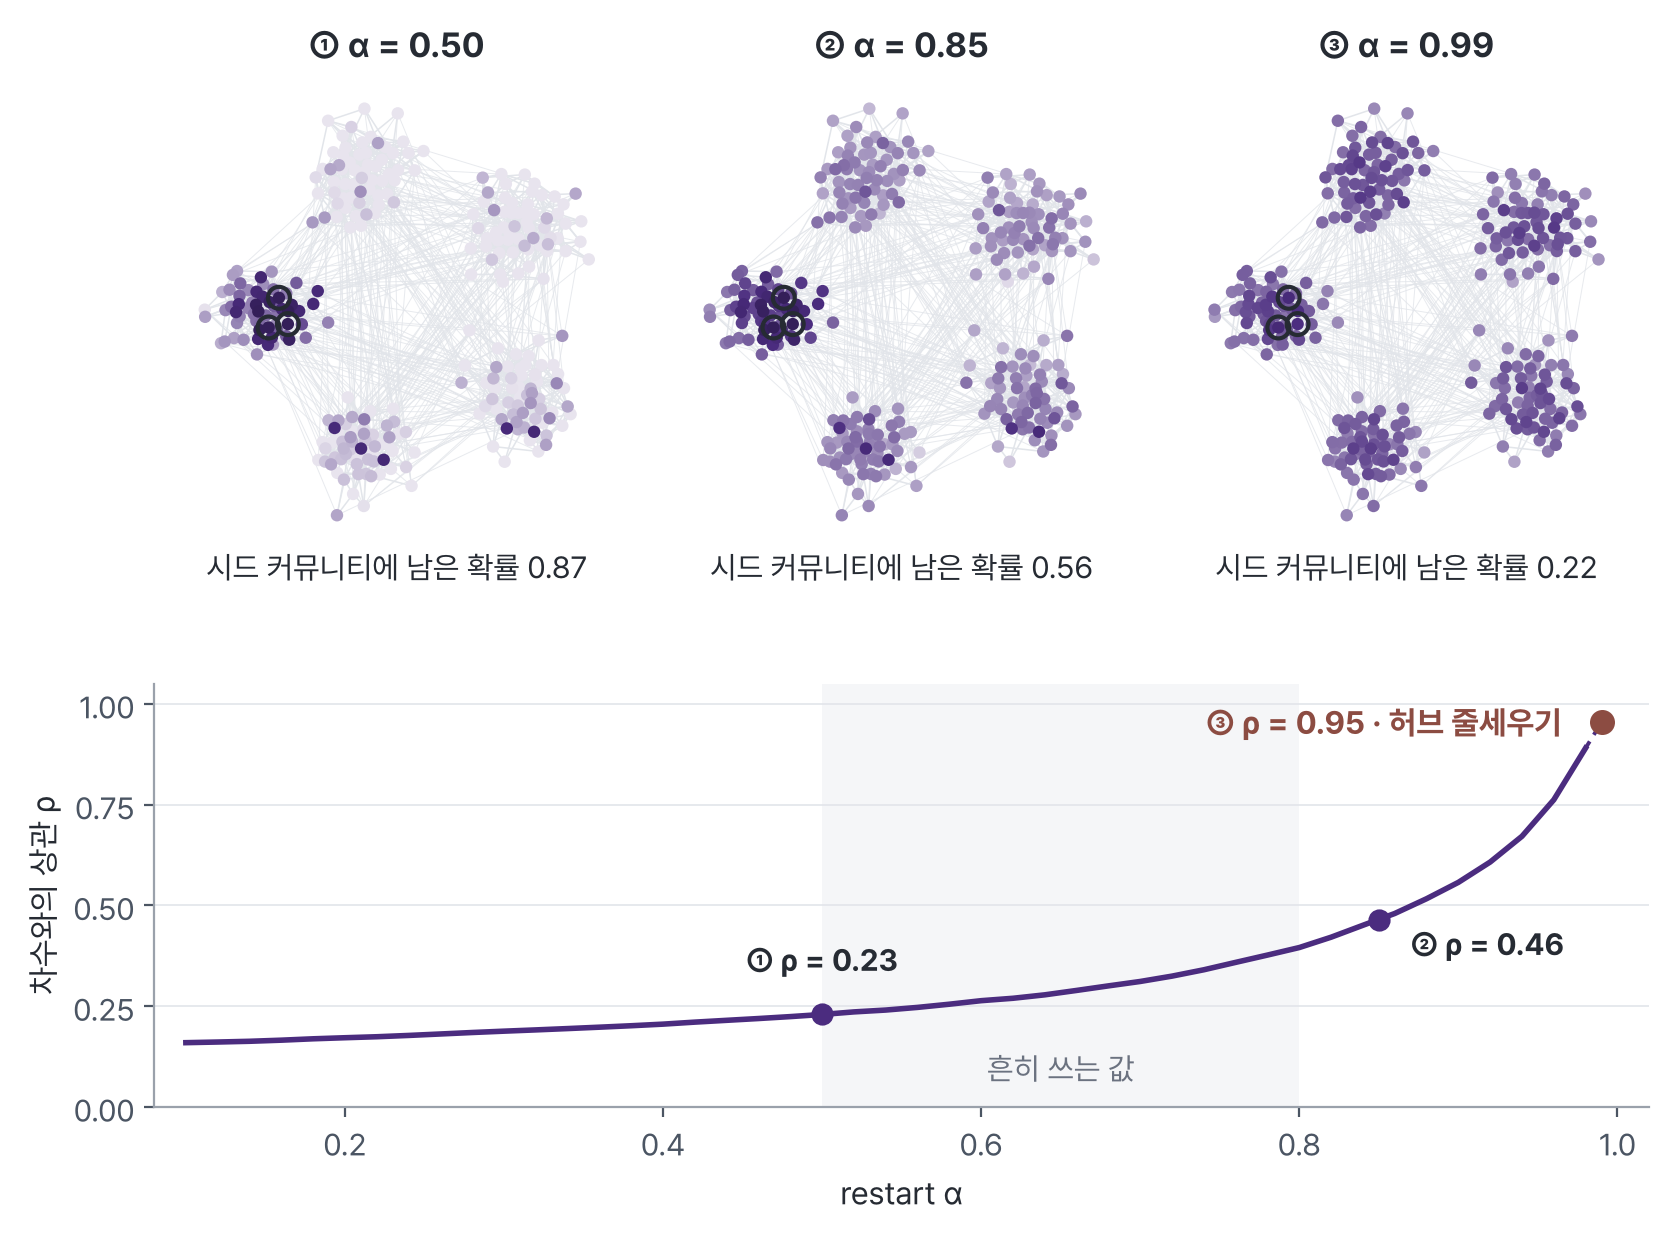 ① α = 0.50
② α = 0.85
③ α = 0.99
시드 커뮤니티에 남은 확률 0.87
시드 커뮤니티에 남은 확률 0.56
시드 커뮤니티에 남은 확률 0.22
차수와의 상관 ρ
1.00
0.75
0.50
0.25
0.00
③ ρ = 0.95 · 허브 줄세우기
② ρ = 0.46
① ρ = 0.23
흔히 쓰는 값
0.2
0.4
0.6
0.8
1.0
restart α